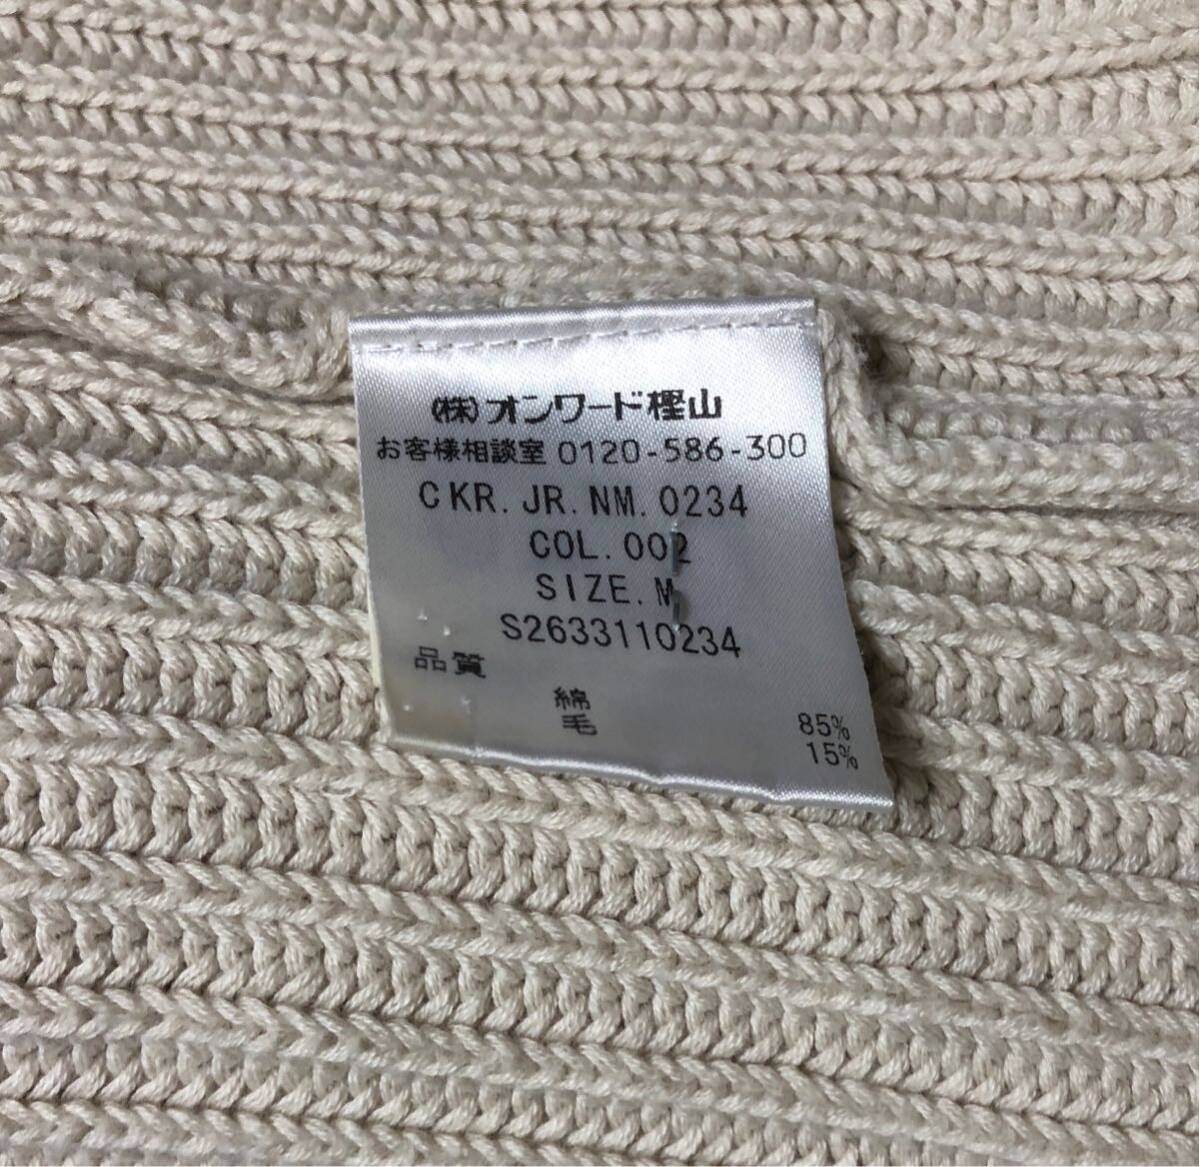 (株)オンワード樫山
お客様相談室 0120-586-300
CKR.JR.NM.0234
COL.002
SIZE.M
S2633110234
品質
綿 85%
毛 15%